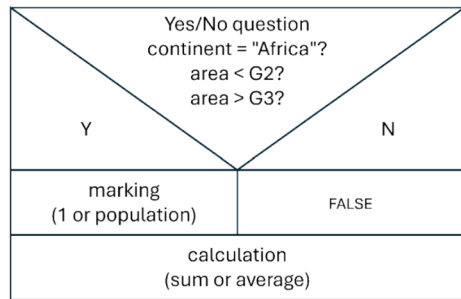 Yes/No question
continent = "Africa"?
area < G2?
area > G3?
Y
N
marking
(1 or population)
FALSE
calculation
(sum or average)